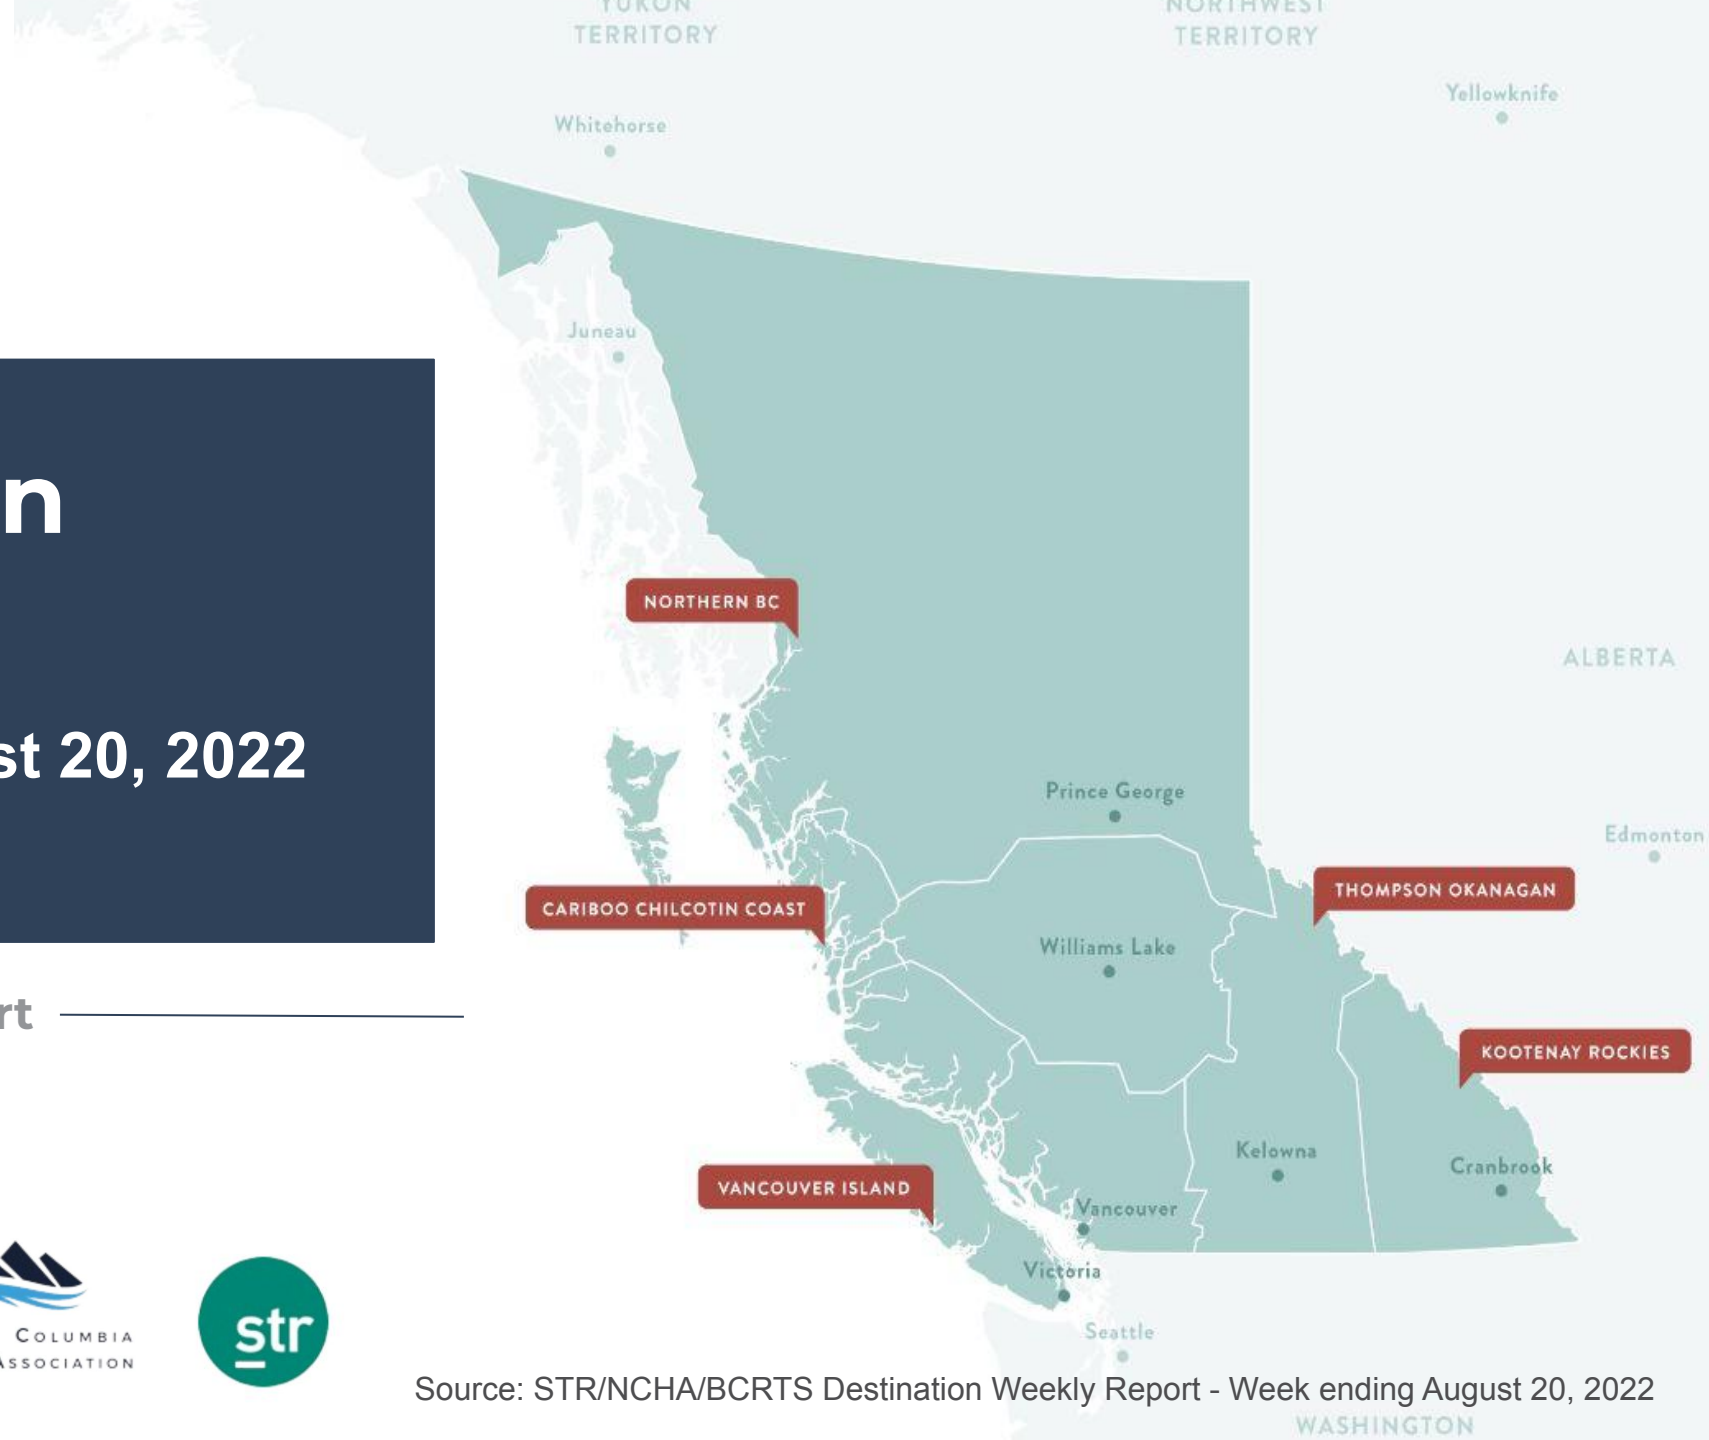 YUKON
TERRITORY
NORTHWEST
TERRITORY
Yellowknife
Whitehorse
Juneau
n
NORTHERN BC
ALBERTA
st 20, 2022
Prince George
Edmonton
THOMPSON OKANAGAN
CARIBOO CHILCOTIN COAST
Williams Lake
rt
KOOTENAY ROCKIES
Kelowna
Cranbrook
VANCOUVER ISLAND
Vancouver
Victoria
COLUMBIA
ASSOCIATION
str
Seattle
Source: STR/NCHA/BCRTS Destination Weekly Report - Week ending August 20, 2022
WASHINGTON